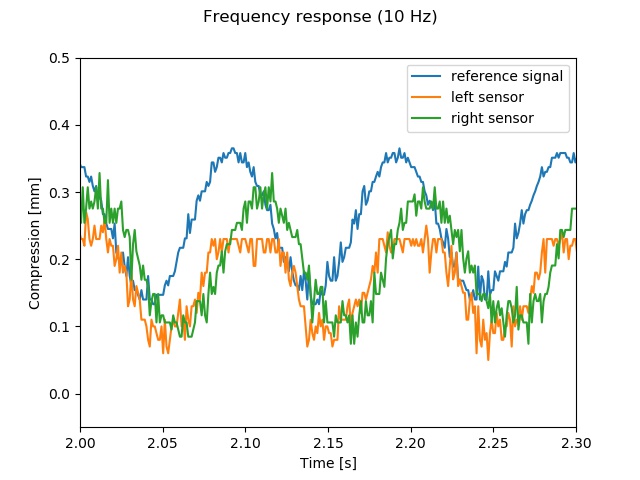 Frequency response (10 Hz)
reference signal
left sensor
right sensor
Compression [mm]
0.5
0.4
0.3
0.2
0.1
0.0
2.00 2.05 2.10 2.15 2.20 2.25 2.30
Time [s]